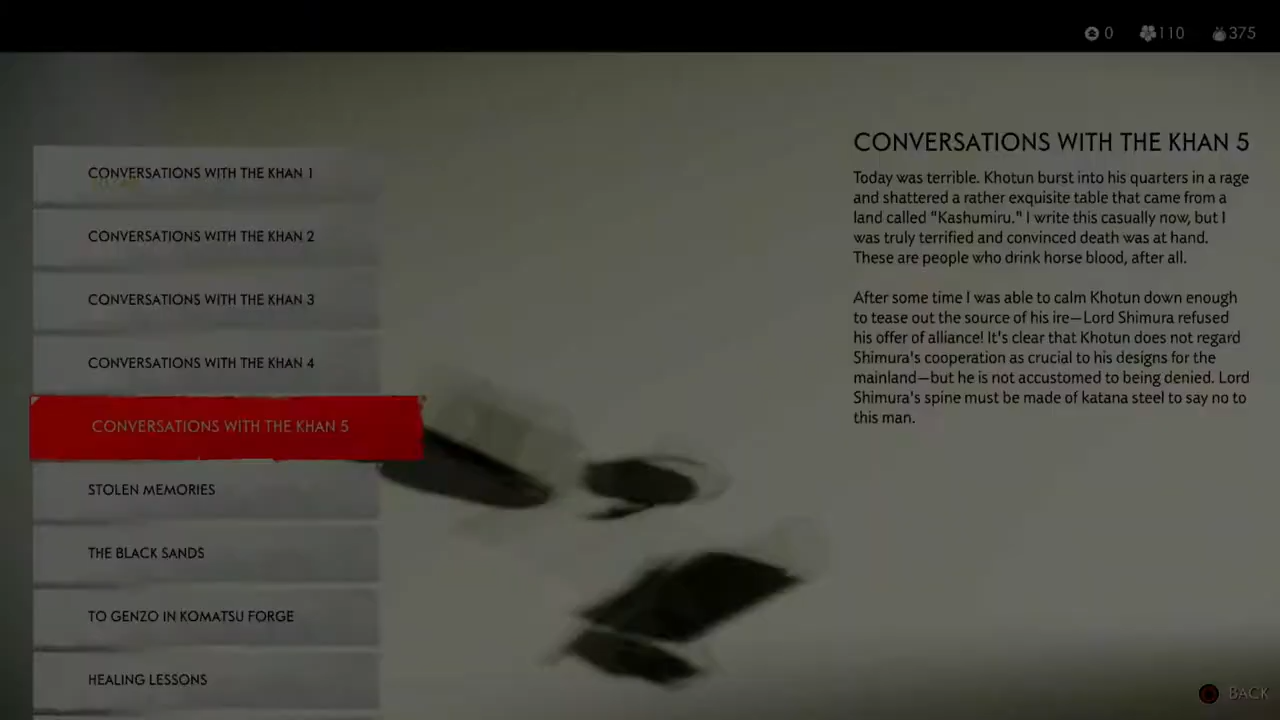 0 110 375
CONVERSATIONS WITH THE KHAN 1
CONVERSATIONS WITH THE KHAN 2
CONVERSATIONS WITH THE KHAN 3
CONVERSATIONS WITH THE KHAN 4
CONVERSATIONS WITH THE KHAN 5
STOLEN MEMORIES
THE BLACK SANDS
TO GENZO IN KOMATSU FORGE
HEALING LESSONS
CONVERSATIONS WITH THE KHAN 5
Today was terrible. Khotun burst into his quarters in a rage
and shattered a rather exquisite table that came from a
land called "Kashumiru." I write this casually now, but I
was truly terrified and convinced death was at hand.
These are people who drink horse blood, after all.
After some time I was able to calm Khotun down enough
to tease out the source of his ire—Lord Shimura refused
his offer of alliance! It's clear that Khotun does not regard
Shimura's cooperation as crucial to his designs for the
mainland—but he is not accustomed to being denied. Lord
Shimura's spine must be made of katana steel to say no to
this man.
BACK